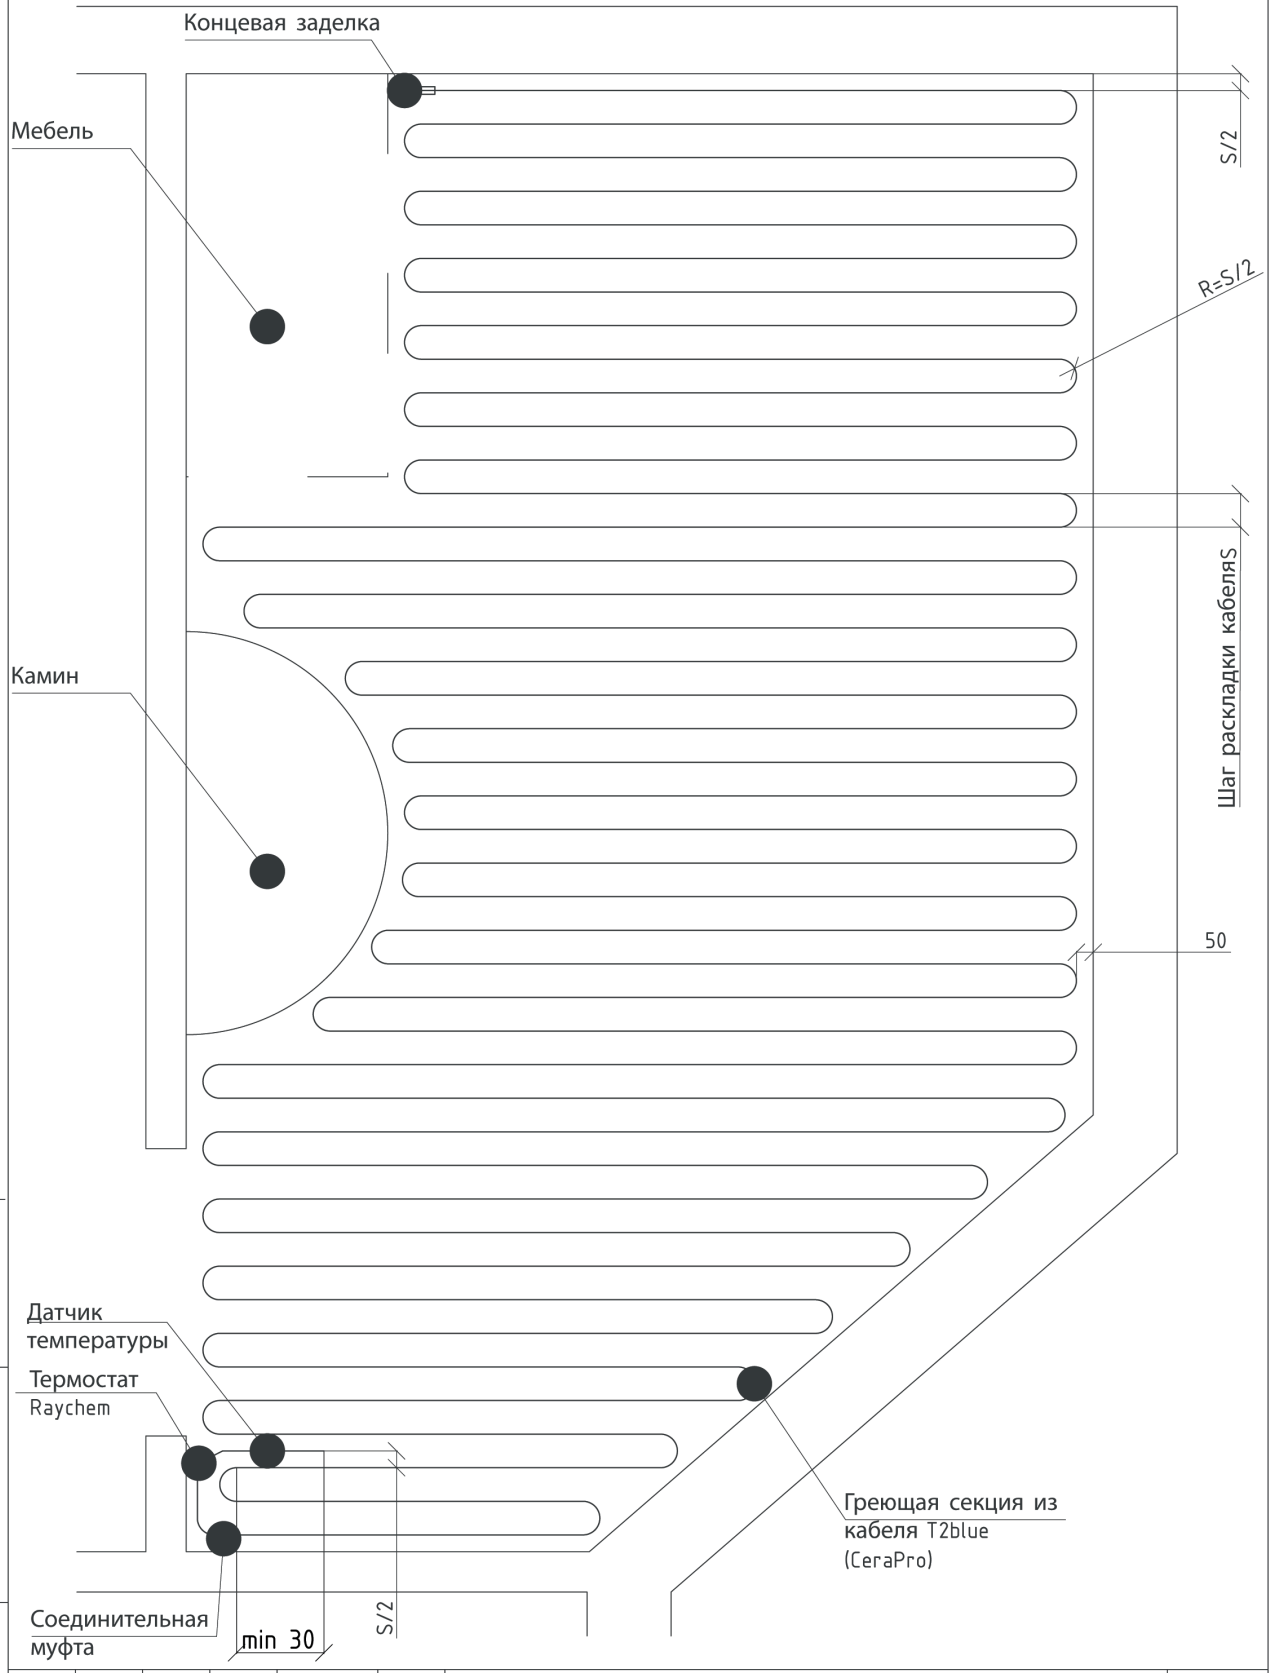 Концевая заделка
Мебель
S/2
R=S/2
Шаг раскладки кабеляS
Камин
50
Датчик
температуры
Термостат
Raychem
Греющая секция из
кабеля T2blue
(CeraPro)
Соединительная
муфта
min 30
S/2